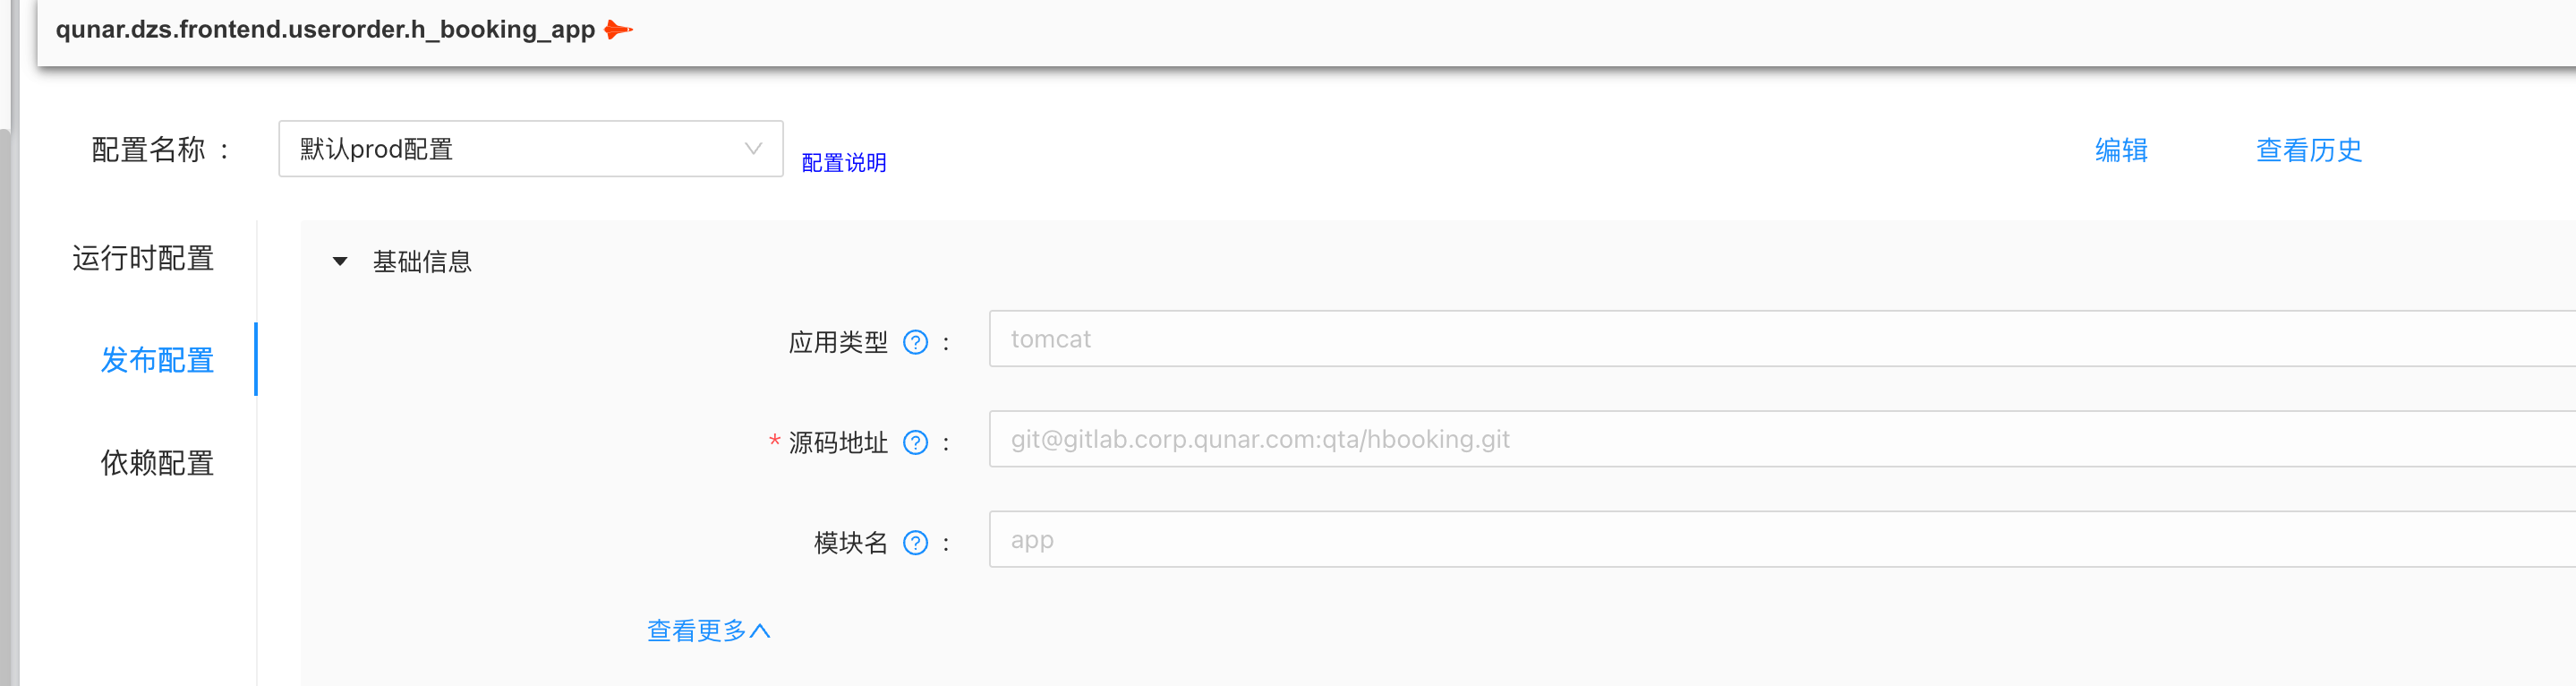 qunar.dzs.frontend.userorder.h_booking_app
配置名称 :
默认prod配置
配置说明
编辑
查看历史
运行时配置
发布配置
依赖配置
基础信息
应用类型 ? :
tomcat
* 源码地址 ? :
git@gitlab.corp.qunar.com:qta/hbooking.git
模块名 ? :
app
查看更多